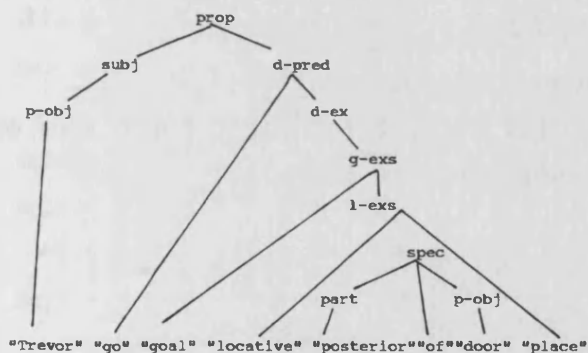 prop
subj d-pred
p-obj d-ex
g-exs
l-exs
spec
part p-obj
"Trevor" "go" "goal" "locative" "posterior" "of" "door" "place"